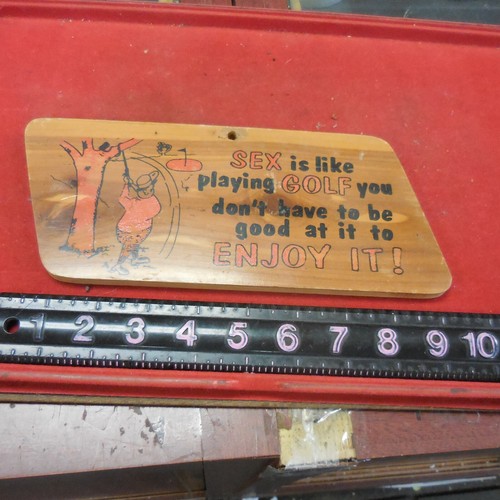 SEX is like
playing GOLF you
don't have to be
good at it to
ENJOY IT!
1 2 3 4 5 6 7 8 9 10